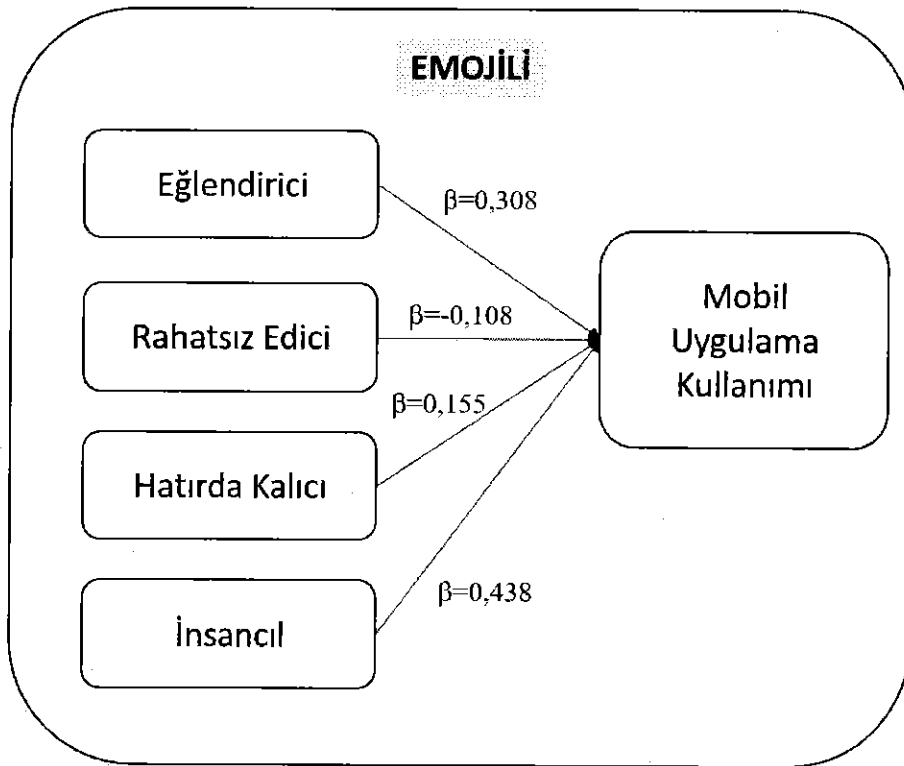 EMOJİLİ
Eğlendirici
β=0,308
Rahatsız Edici
β=-0,108
Hatırda Kalıcı
β=0,155
İnsancıl
β=0,438
Mobil
Uygulama
Kullanımı